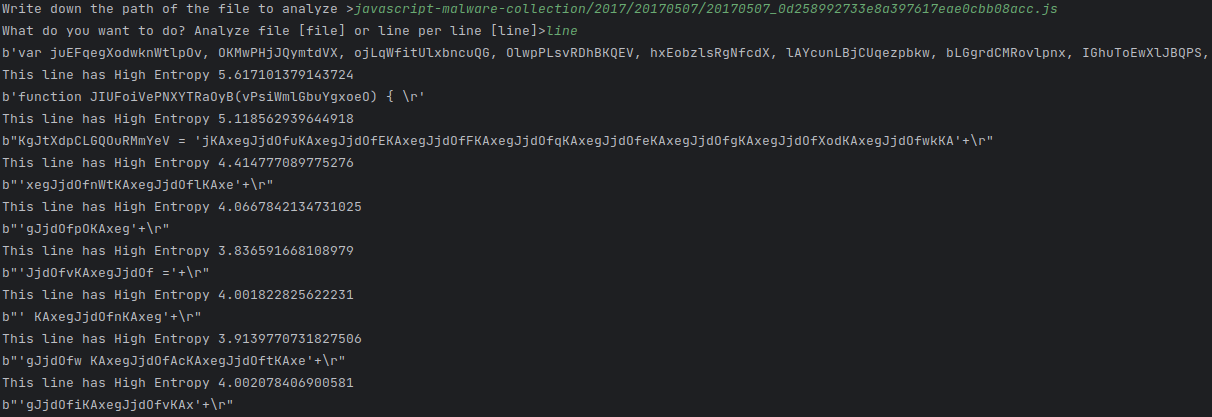 Write down the path of the file to analyze >javascript-malware-collection/2017/20170507/20170507_0d258992733e8a397617eae0cbb08acc.js
What do you want to do? Analyze file [file] or line per line [line]>line
b'var juEFqegXodwknWtlpOv, OKMwPHjJQymtdVX, ojLqWfitUlxbncuQG, OlwpPLsvRDhBKQEV, hxEobzlsRgNfcdX, lAYcunLBjCUqezpbkw, bLGgrdCMRovlpnx, IGhuToEwXlJBQPS,
This line has High Entropy 5.617101379143724
b'function JIUFoiVePNXYTRaOyB(vPsiWmlGbuYgxoeO) { \r'
This line has High Entropy 5.118562939644918
b"KgJtXdpCLGQOuRMmYeV = 'jKAxegJjdOfuKAxegJjdOfEKAxegJjdOfFKAxegJjdOfqKAxegJjdOfeKAxegJjdOfgKAxegJjdOfXodKAxegJjdOfwkKA'+\r"
This line has High Entropy 4.414777089775276
b"'xegJjdOfnWtKAxegJjdOflKAxe'+\r"
This line has High Entropy 4.0667842134731025
b"'gJjdOfpOKAxeg'+\r"
This line has High Entropy 3.836591668108979
b"'JjdOfvKAxegJjdOf ='+\r"
This line has High Entropy 4.001822825622231
b"' KAxegJjdOfnKAxeg'+\r"
This line has High Entropy 3.9139770731827506
b"'gJjdOfw KAxegJjdOfAcKAxegJjdOftKAxe'+\r"
This line has High Entropy 4.002078406900581
b"'gJjdOfiKAxegJjdOfvKAx'+\r"